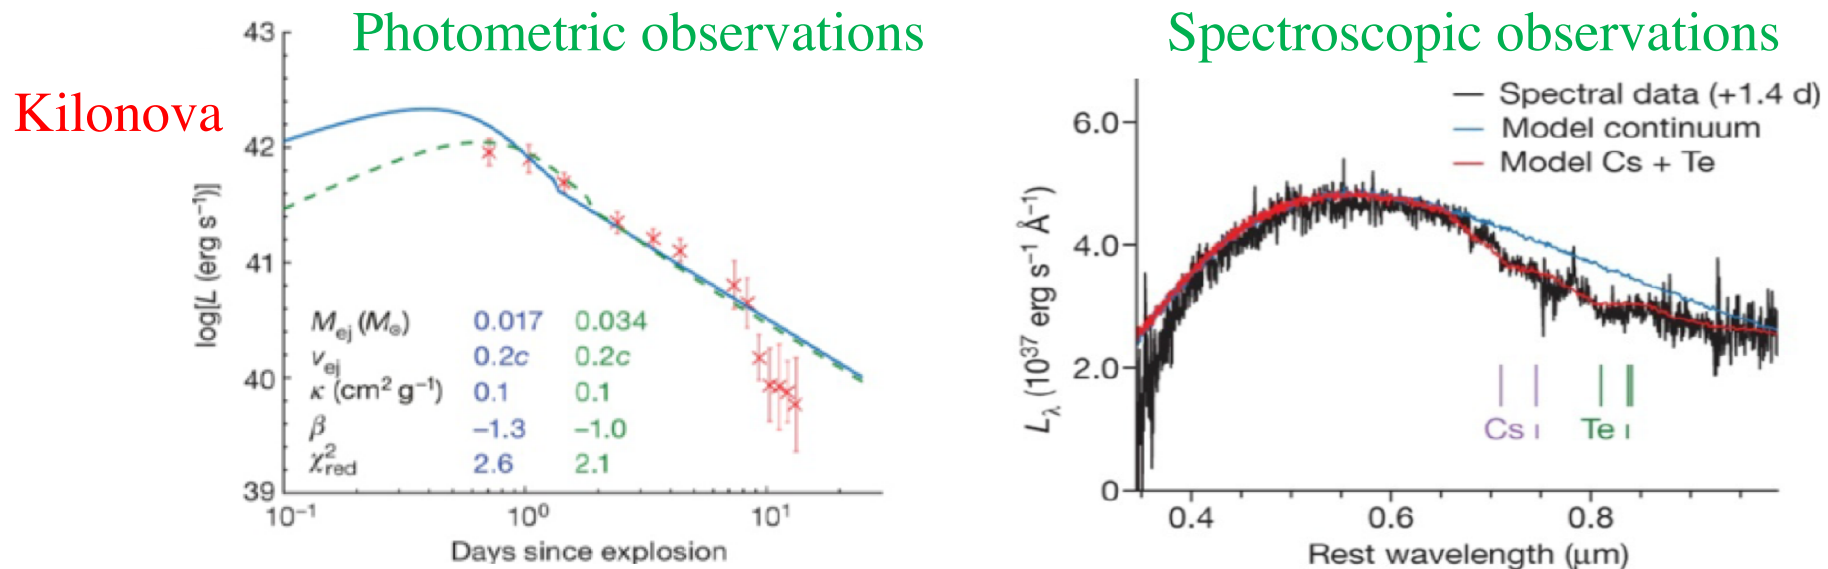 Photometric observations
Spectroscopic observations
Kilonova
43
42
41
40
39
log[L (erg s⁻¹)]
M_ej (M_⊙) 0.017 0.034
v_ej 0.2c 0.2c
κ (cm² g⁻¹) 0.1 0.1
β −1.3 −1.0
χ²_red 2.6 2.1
10⁻¹ 10⁰ 10¹
Days since explosion
Spectral data (+1.4 d)
Model continuum
Model Cs + Te
6.0
4.0
2.0
0
L_λ (10³⁷ erg s⁻¹ Å⁻¹)
Cs I Te I
0.4 0.6 0.8
Rest wavelength (μm)